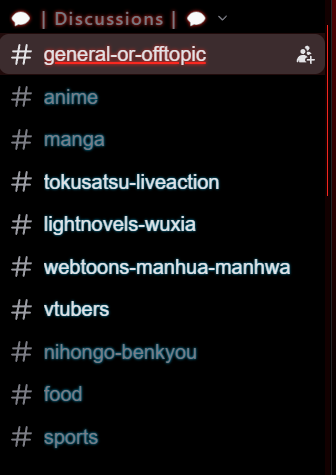 | Discussions |
# general-or-offtopic
# anime
# manga
# tokusatsu-liveaction
# lightnovels-wuxia
# webtoons-manhua-manhwa
# vtubers
# nihongo-benkyou
# food
# sports